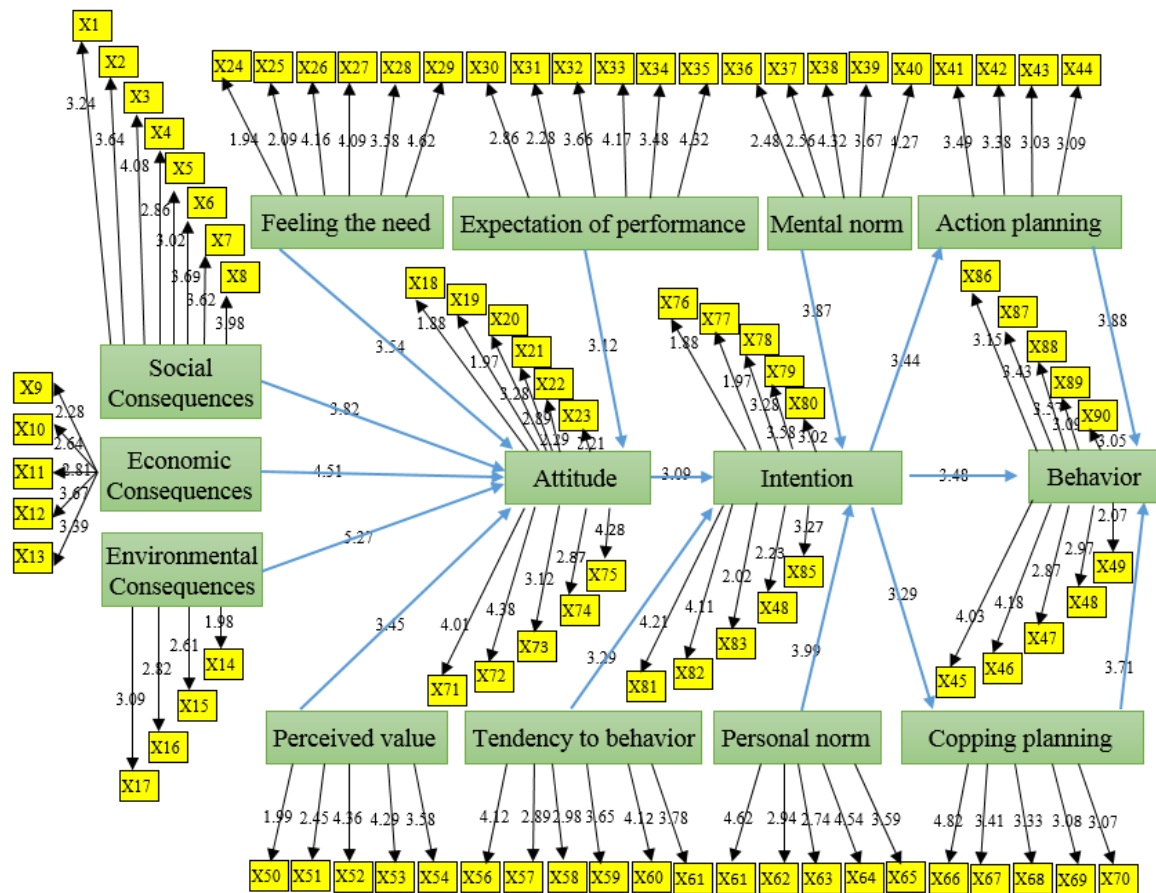 X1
X2
X3
X4
X5
X6
X7
X8
3.24
3.64
4.08
2.86
3.02
3.69
3.62
3.98
X24 X25 X26 X27 X28 X29 X30 X31 X32 X33 X34 X35 X36 X37 X38 X39 X40 X41 X42 X43 X44
1.94 2.09 4.16 4.09 3.58 4.62 2.86 2.28 3.66 4.17 3.48 4.32 2.48 2.56 4.32 3.67 4.27 3.49 3.38 3.03 3.09
Feeling the need
Expectation of performance
Mental norm
Action planning
3.54
3.12
3.87
3.44
3.88
X18
X19
X20
X21
X22
X23
1.88
1.97
3.28
2.89
2.29
2.21
X76
X77
X78
X79
X80
1.88
1.97
3.28
3.58
3.02
X86
X87
X88
X89
X90
3.15
3.43
3.57
3.09
3.05
Social
Consequences
3.82
X9
X10
X11
X12
X13
2.28
2.64
2.81
3.67
3.39
Economic
Consequences
4.51
Attitude
3.09
Intention
3.48
Behavior
Environmental
Consequences
5.27
1.98
2.61
2.82
3.09
X14
X15
X16
X17
4.28
2.87
3.12
4.38
4.01
X75
X74
X73
X72
X71
3.27
2.23
2.02
4.11
4.21
X85
X48
X83
X82
X81
2.07
2.97
2.87
4.18
4.03
X49
X48
X47
X46
X45
3.45
3.29
3.99
3.29
3.71
Perceived value
Tendency to behavior
Personal norm
Copping planning
1.99 2.45 4.36 4.29 3.58 4.12 2.89 2.98 3.65 4.12 3.78 4.62 2.94 2.74 4.54 3.59 4.82 3.41 3.33 3.08 3.07
X50 X51 X52 X53 X54 X56 X57 X58 X59 X60 X61 X61 X62 X63 X64 X65 X66 X67 X68 X69 X70